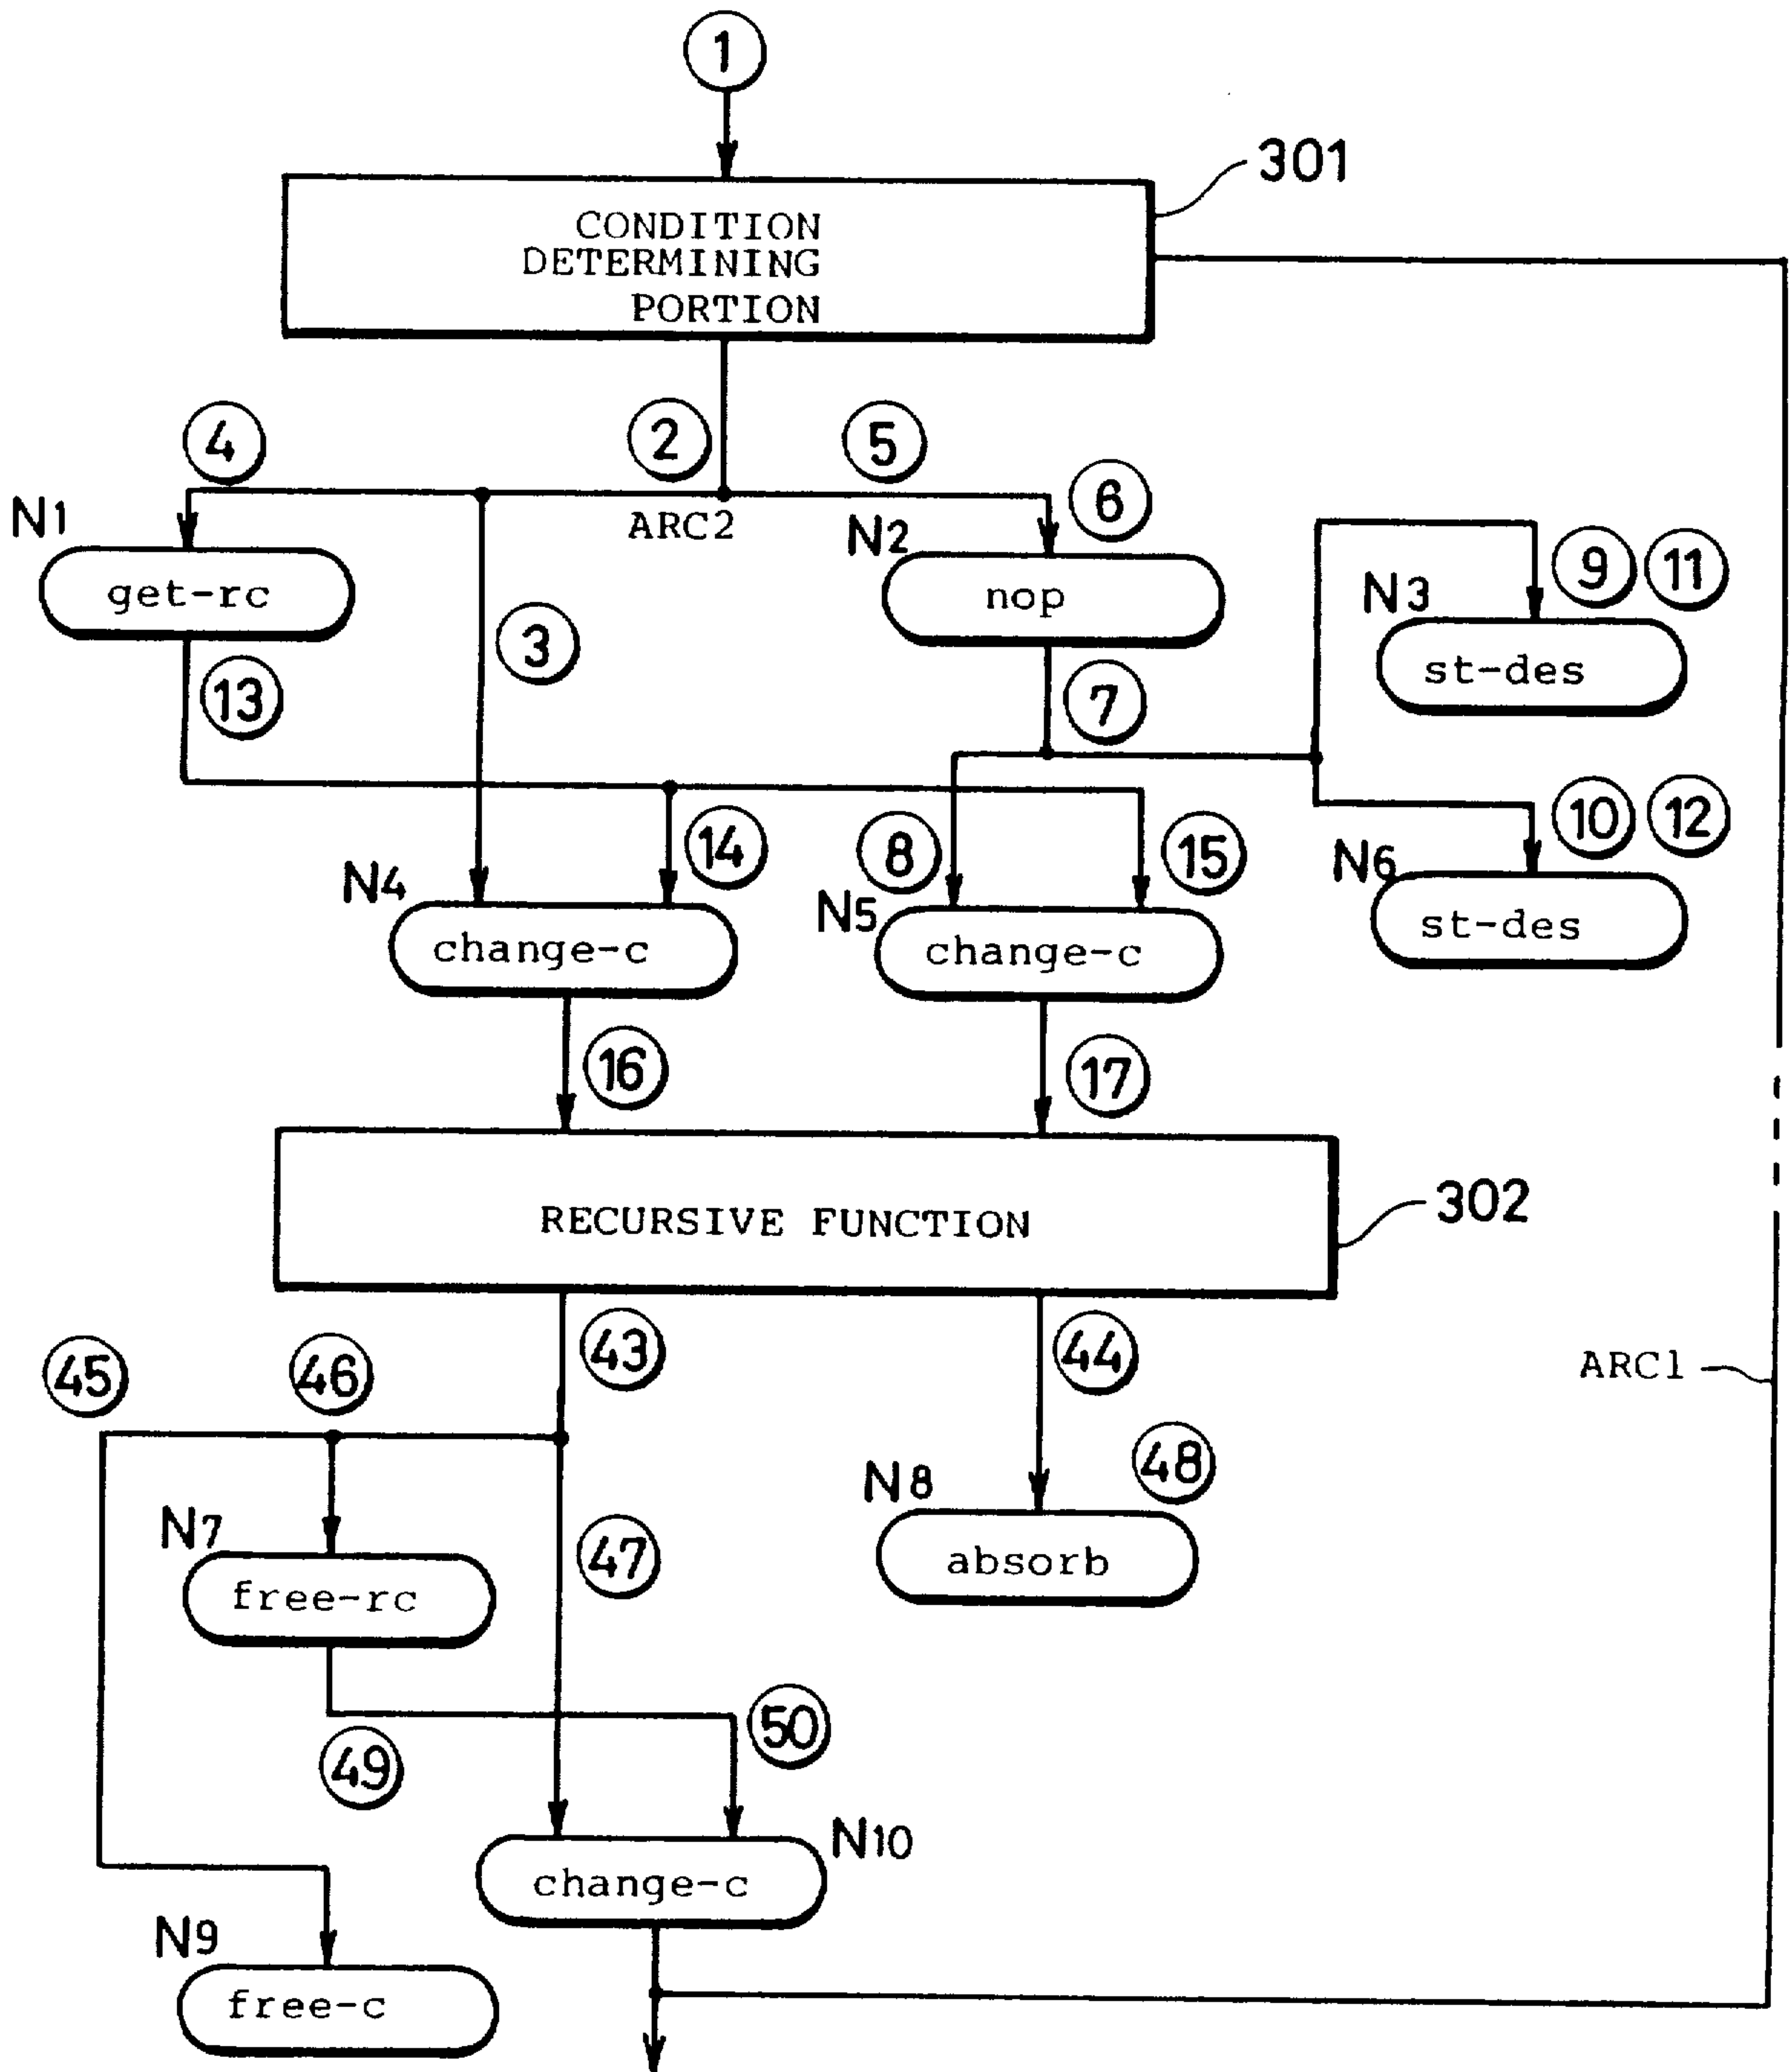 1
301
CONDITION
DETERMINING
PORTION
4
2
5
6
N1
ARC2
N2
get-rc
nop
9
11
N3
st-des
3
13
7
10
12
14
8
15
N4
N5
N6
change-c
change-c
st-des
16
17
302
RECURSIVE FUNCTION
45
46
43
44
ARC1
48
N8
N7
47
absorb
free-rc
50
49
N10
change-c
N9
free-c